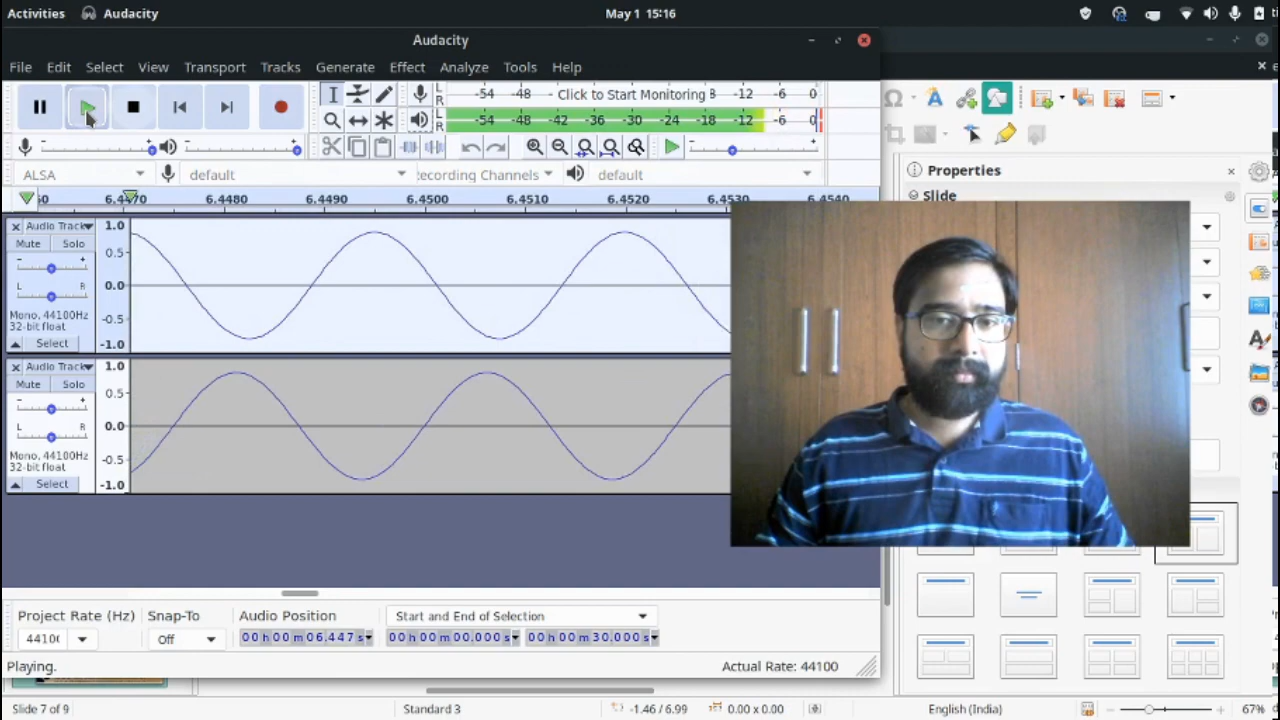 Activities Audacity May 1 15:16
Audacity
File Edit Select View Transport Tracks Generate Effect Analyze Tools Help
L R -54 -48 - Click to Start Monitoring -12 -6 0
L R -54 -48 -42 -36 -30 -24 -18 -12 -6 0
ALSA default Recording Channels default
6.4470 6.4480 6.4490 6.4500 6.4510 6.4520 6.4530 6.4540
Properties
Slide
Audio Track 1.0
Mute Solo
0.5
L R 0.0
Mono, 44100Hz
32-bit float
-0.5
Select -1.0
Audio Track 1.0
Mute Solo
0.5
L R 0.0
Mono, 44100Hz
32-bit float
-0.5
Select -1.0
Project Rate (Hz) Snap-To Audio Position Start and End of Selection
4410 Off 00 h 00 m 06.447 s 00 h 00 m 00.000 s 00 h 00 m 30.000 s
Playing. Actual Rate: 44100
Slide 7 of 9 Standard 3 -1.46 / 6.99 0.00 x 0.00 English (India) 67%